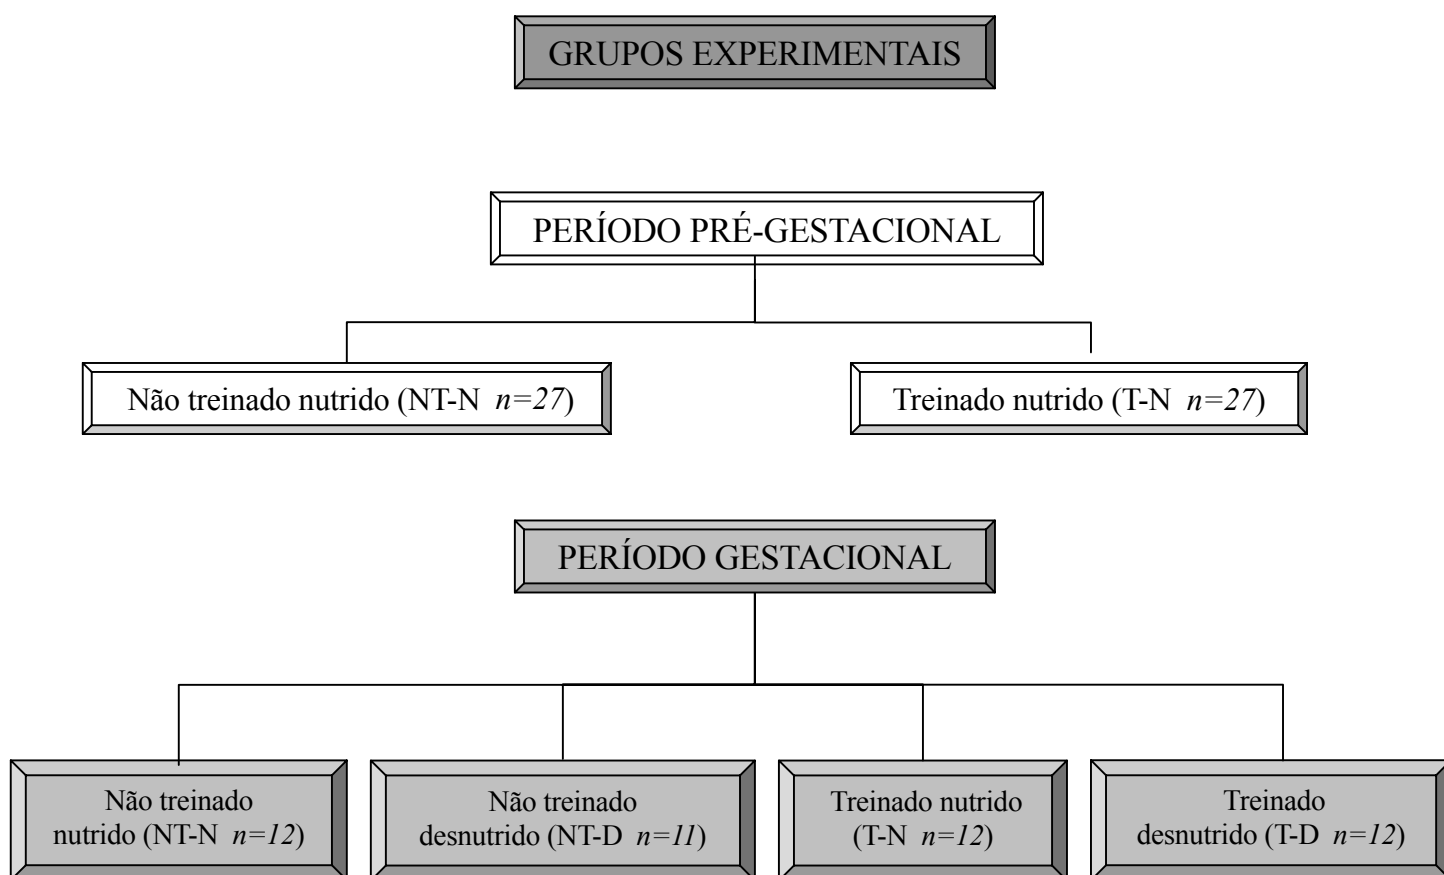 GRUPOS EXPERIMENTAIS
PERÍODO PRÉ-GESTACIONAL
Não treinado nutrido (NT-N n=27)
Treinado nutrido (T-N n=27)
PERÍODO GESTACIONAL
Não treinado
nutrido (NT-N n=12)
Não treinado
desnutrido (NT-D n=11)
Treinado nutrido
(T-N n=12)
Treinado
desnutrido (T-D n=12)